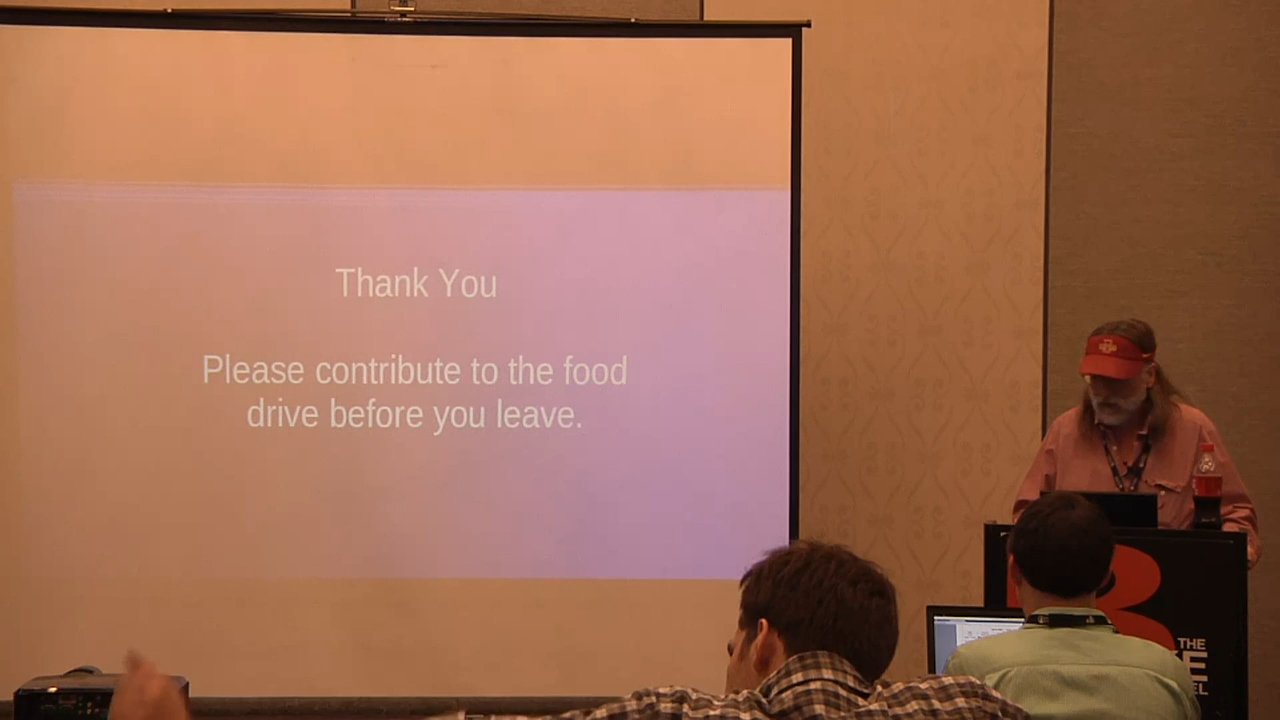 Thank You
Please contribute to the food
drive before you leave.
THE